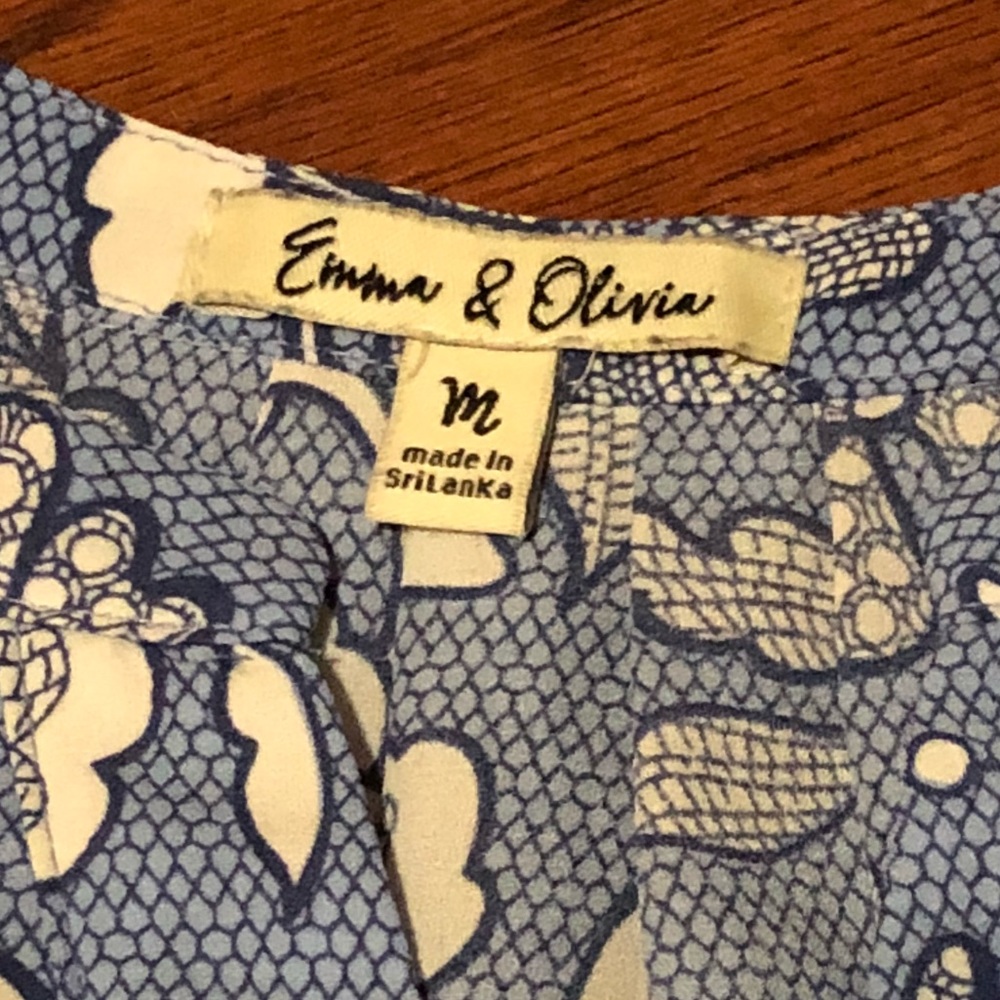 Emma & Olivia
M
made in
SriLanKa